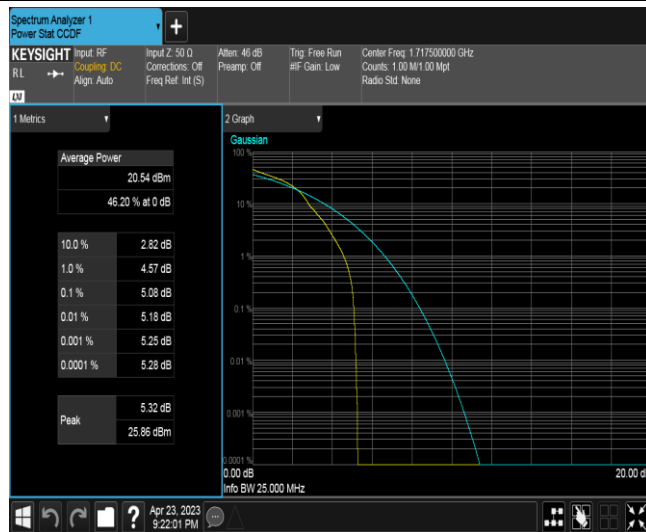 Spectrum Analyzer 1
Power Stat CCDF
KEYSIGHT
RL
LXI
Input: RF
Coupling: DC
Align: Auto
Input Z: 50 Ω
Corrections: Off
Freq Ref: Int (S)
Atten: 46 dB
Preamp: Off
Trig: Free Run
#IF Gain: Low
Center Freq: 1.717500000 GHz
Counts: 1.00 M/1.00 Mpt
Radio Std: None
1 Metrics
Average Power
20.54 dBm
46.20 % at 0 dB
10.0 % 2.82 dB
1.0 % 4.57 dB
0.1 % 5.08 dB
0.01 % 5.18 dB
0.001 % 5.25 dB
0.0001 % 5.28 dB
Peak
5.32 dB
25.86 dBm
2 Graph
Gaussian
100 %
10 %
1 %
0.1 %
0.01 %
0.001 %
0.0001 %
0.00 dB 20.00 d
Info BW 25.000 MHz
Apr 23, 2023
9:22:01 PM